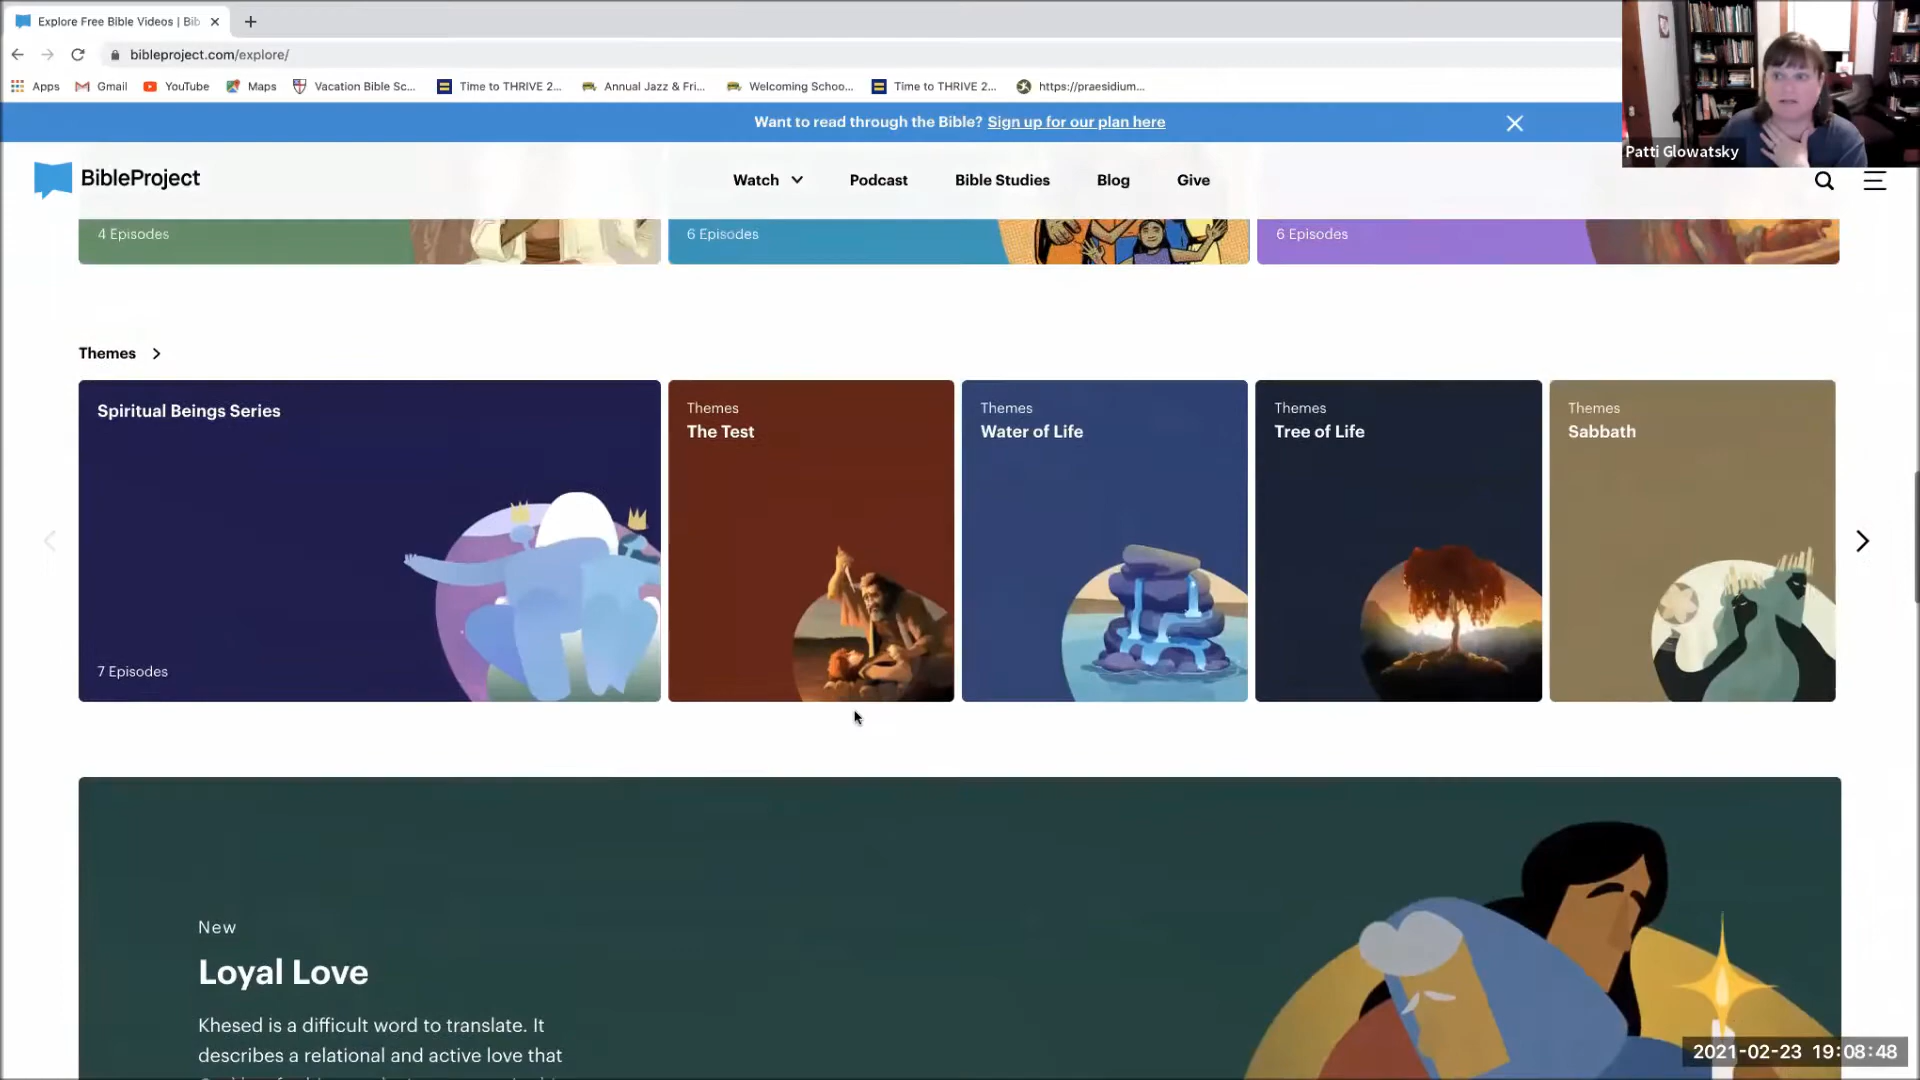 Explore Free Bible Videos | Bib
bibleproject.com/explore/
Apps Gmail YouTube Maps Vacation Bible Sc... Time to THRIVE 2... Annual Jazz & Fri... Welcoming Schoo... Time to THRIVE 2... https://praesidium...
Want to read through the Bible? Sign up for our plan here
Patti Glowatsky
BibleProject Watch Podcast Bible Studies Blog Give
4 Episodes 6 Episodes 6 Episodes
Themes
Spiritual Beings Series
7 Episodes
Themes
The Test
Themes
Water of Life
Themes
Tree of Life
Themes
Sabbath
New
Loyal Love
Khesed is a difficult word to translate. It
describes a relational and active love that
2021-02-23 19:08:48